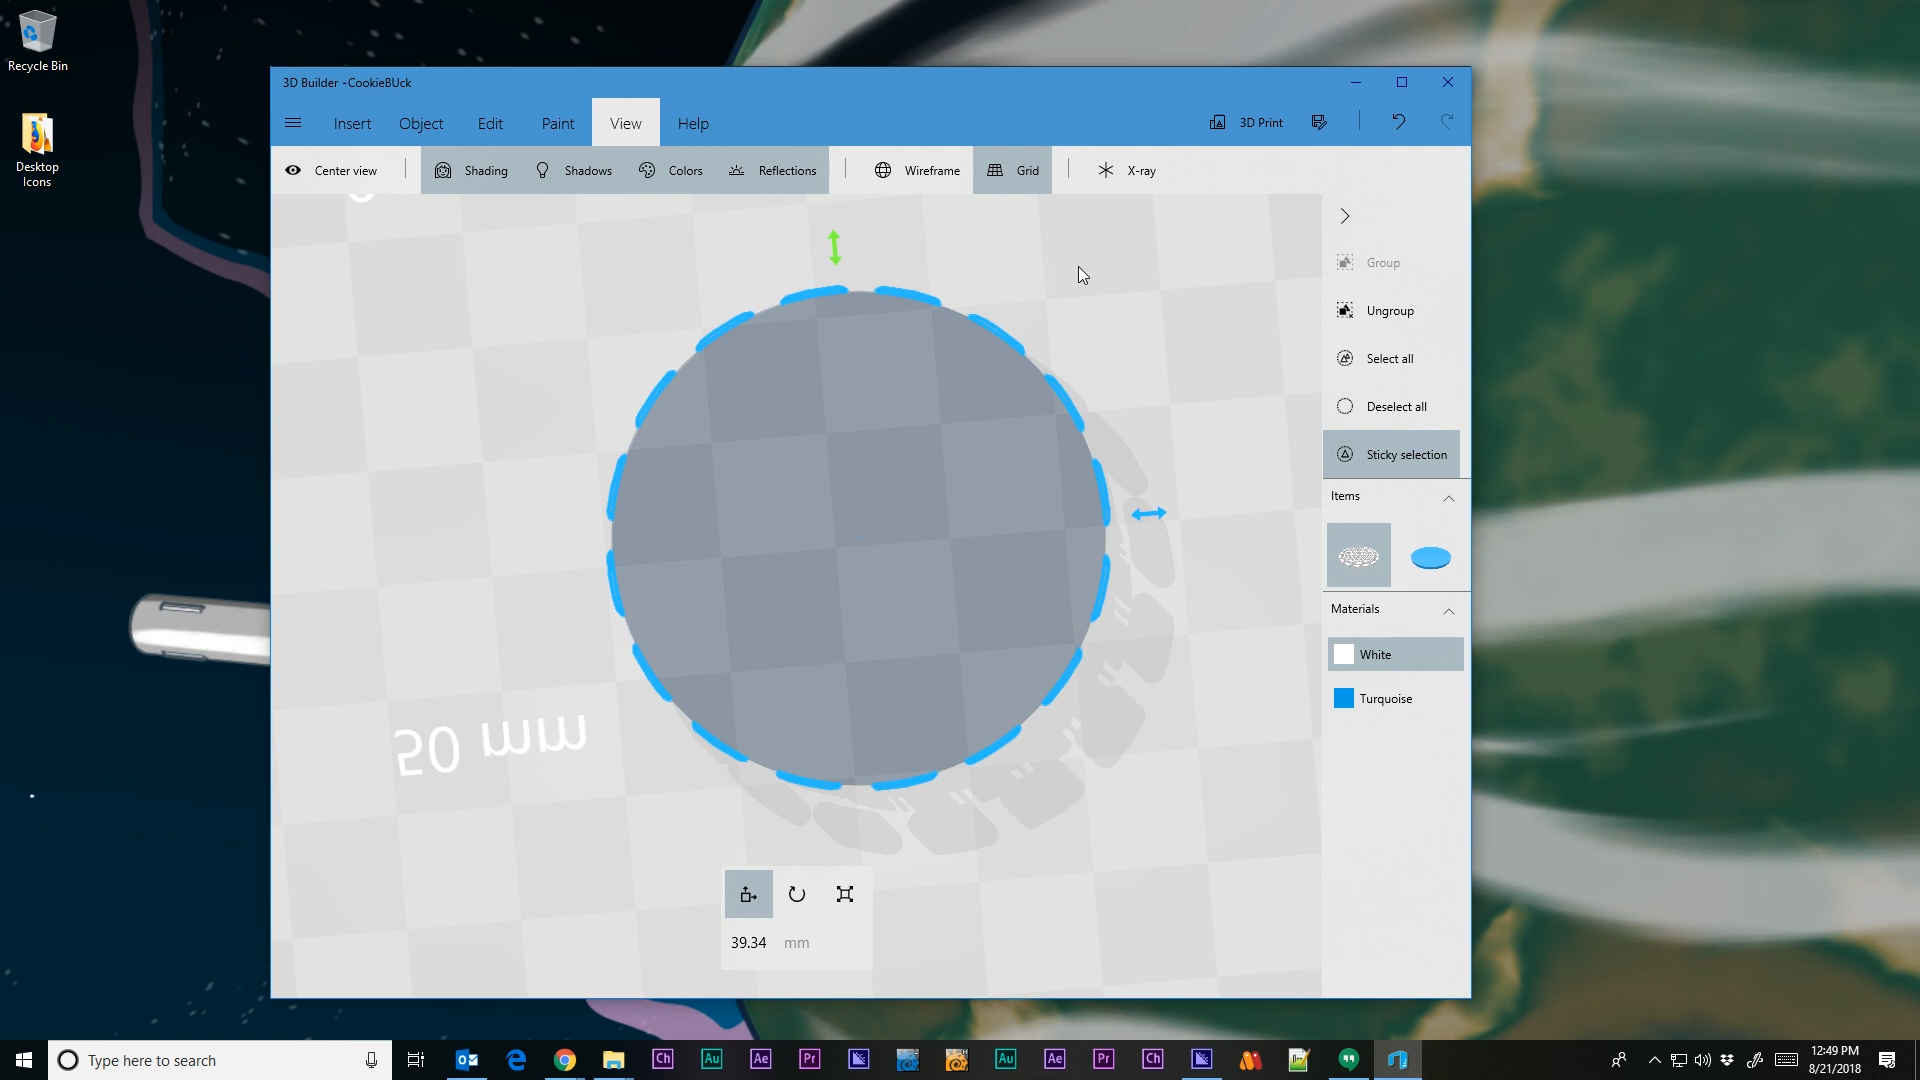 Recycle Bin
Desktop
Icons
3D Builder -CookieBUck
Insert Object Edit Paint View Help
3D Print
Center view Shading Shadows Colors Reflections Wireframe Grid X-ray
Group
Ungroup
Select all
Deselect all
Sticky selection
Items
Materials
White
Turquoise
50 mm
39.34 mm
Type here to search
Ch Au Ae Pr Au Ae Pr Ch
12:49 PM
8/21/2018